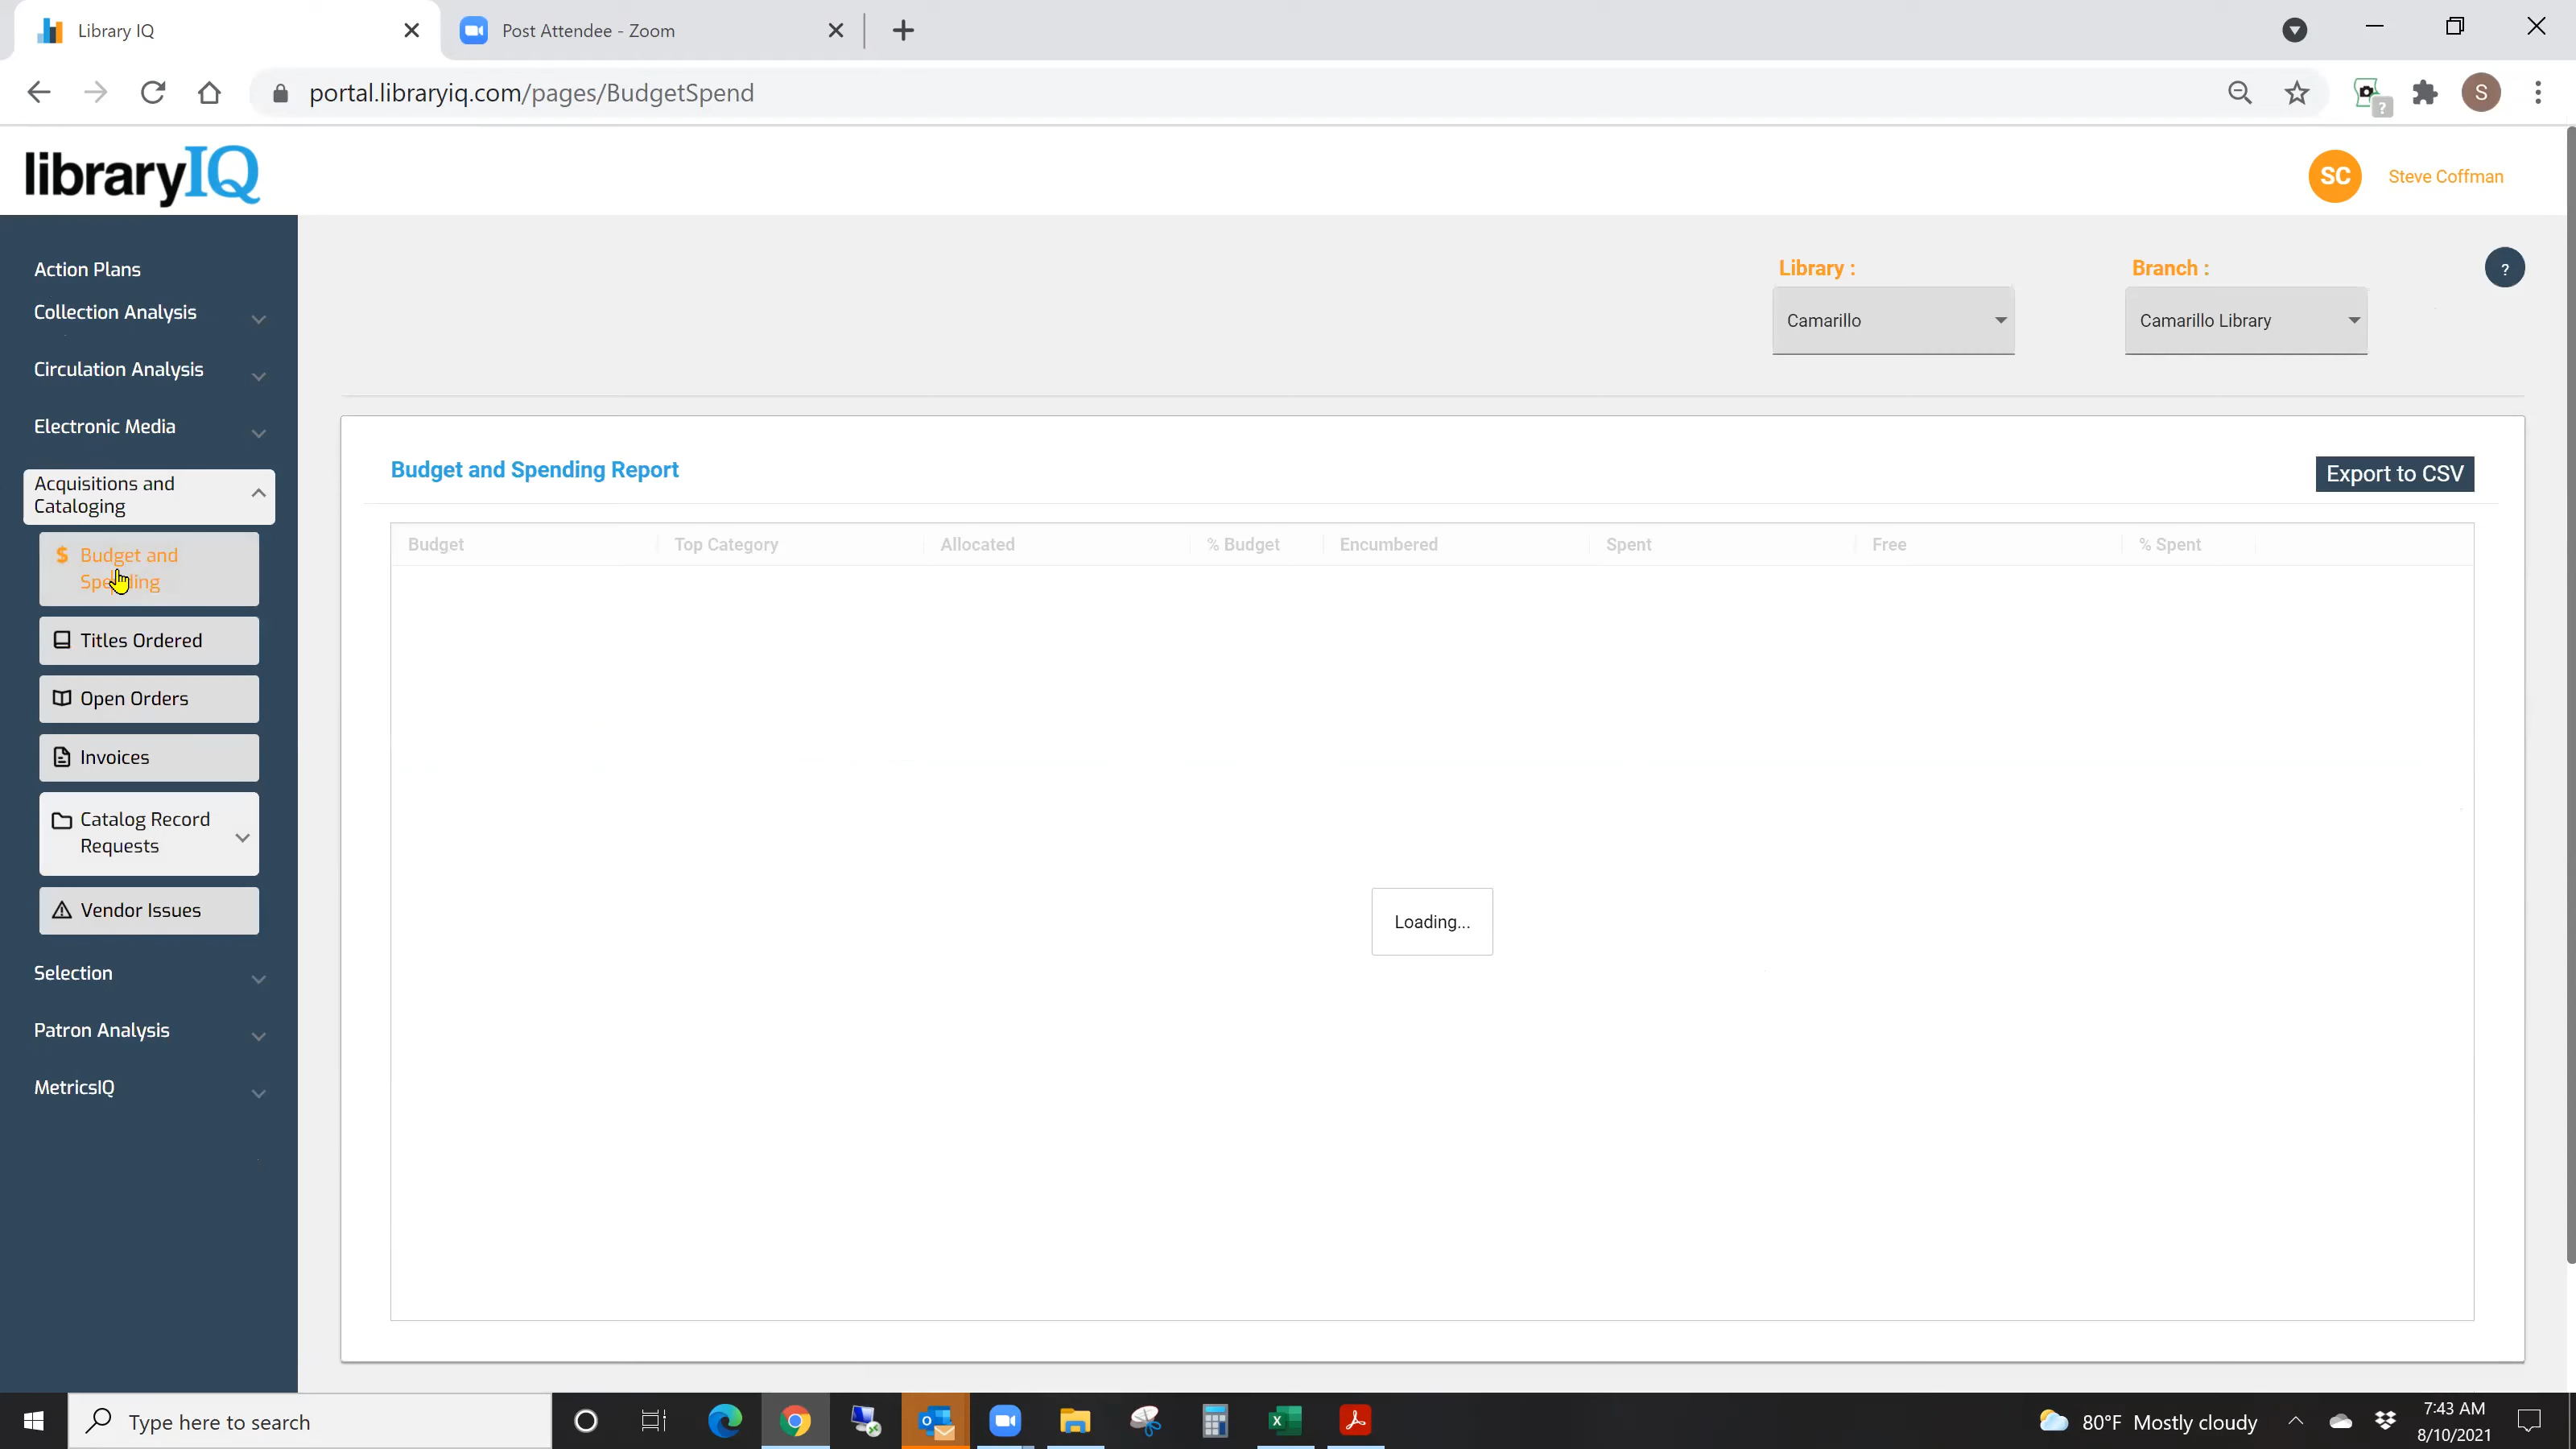 Library IQ
Post Attendee - Zoom
portal.libraryiq.com/pages/BudgetSpend
S
?
libraryIQ
SC
Steve Coffman
Action Plans
Collection Analysis
Circulation Analysis
Electronic Media
Acquisitions and
Cataloging
$ Budget and
Spending
Titles Ordered
Open Orders
Invoices
Catalog Record
Requests
Vendor Issues
Selection
Patron Analysis
MetricsIQ
Library :
Branch :
?
Camarillo
Camarillo Library
Budget and Spending Report
Export to CSV
Budget Top Category Allocated % Budget Encumbered Spent Free % Spent
Loading...
Type here to search
80°F Mostly cloudy
7:43 AM
8/10/2021